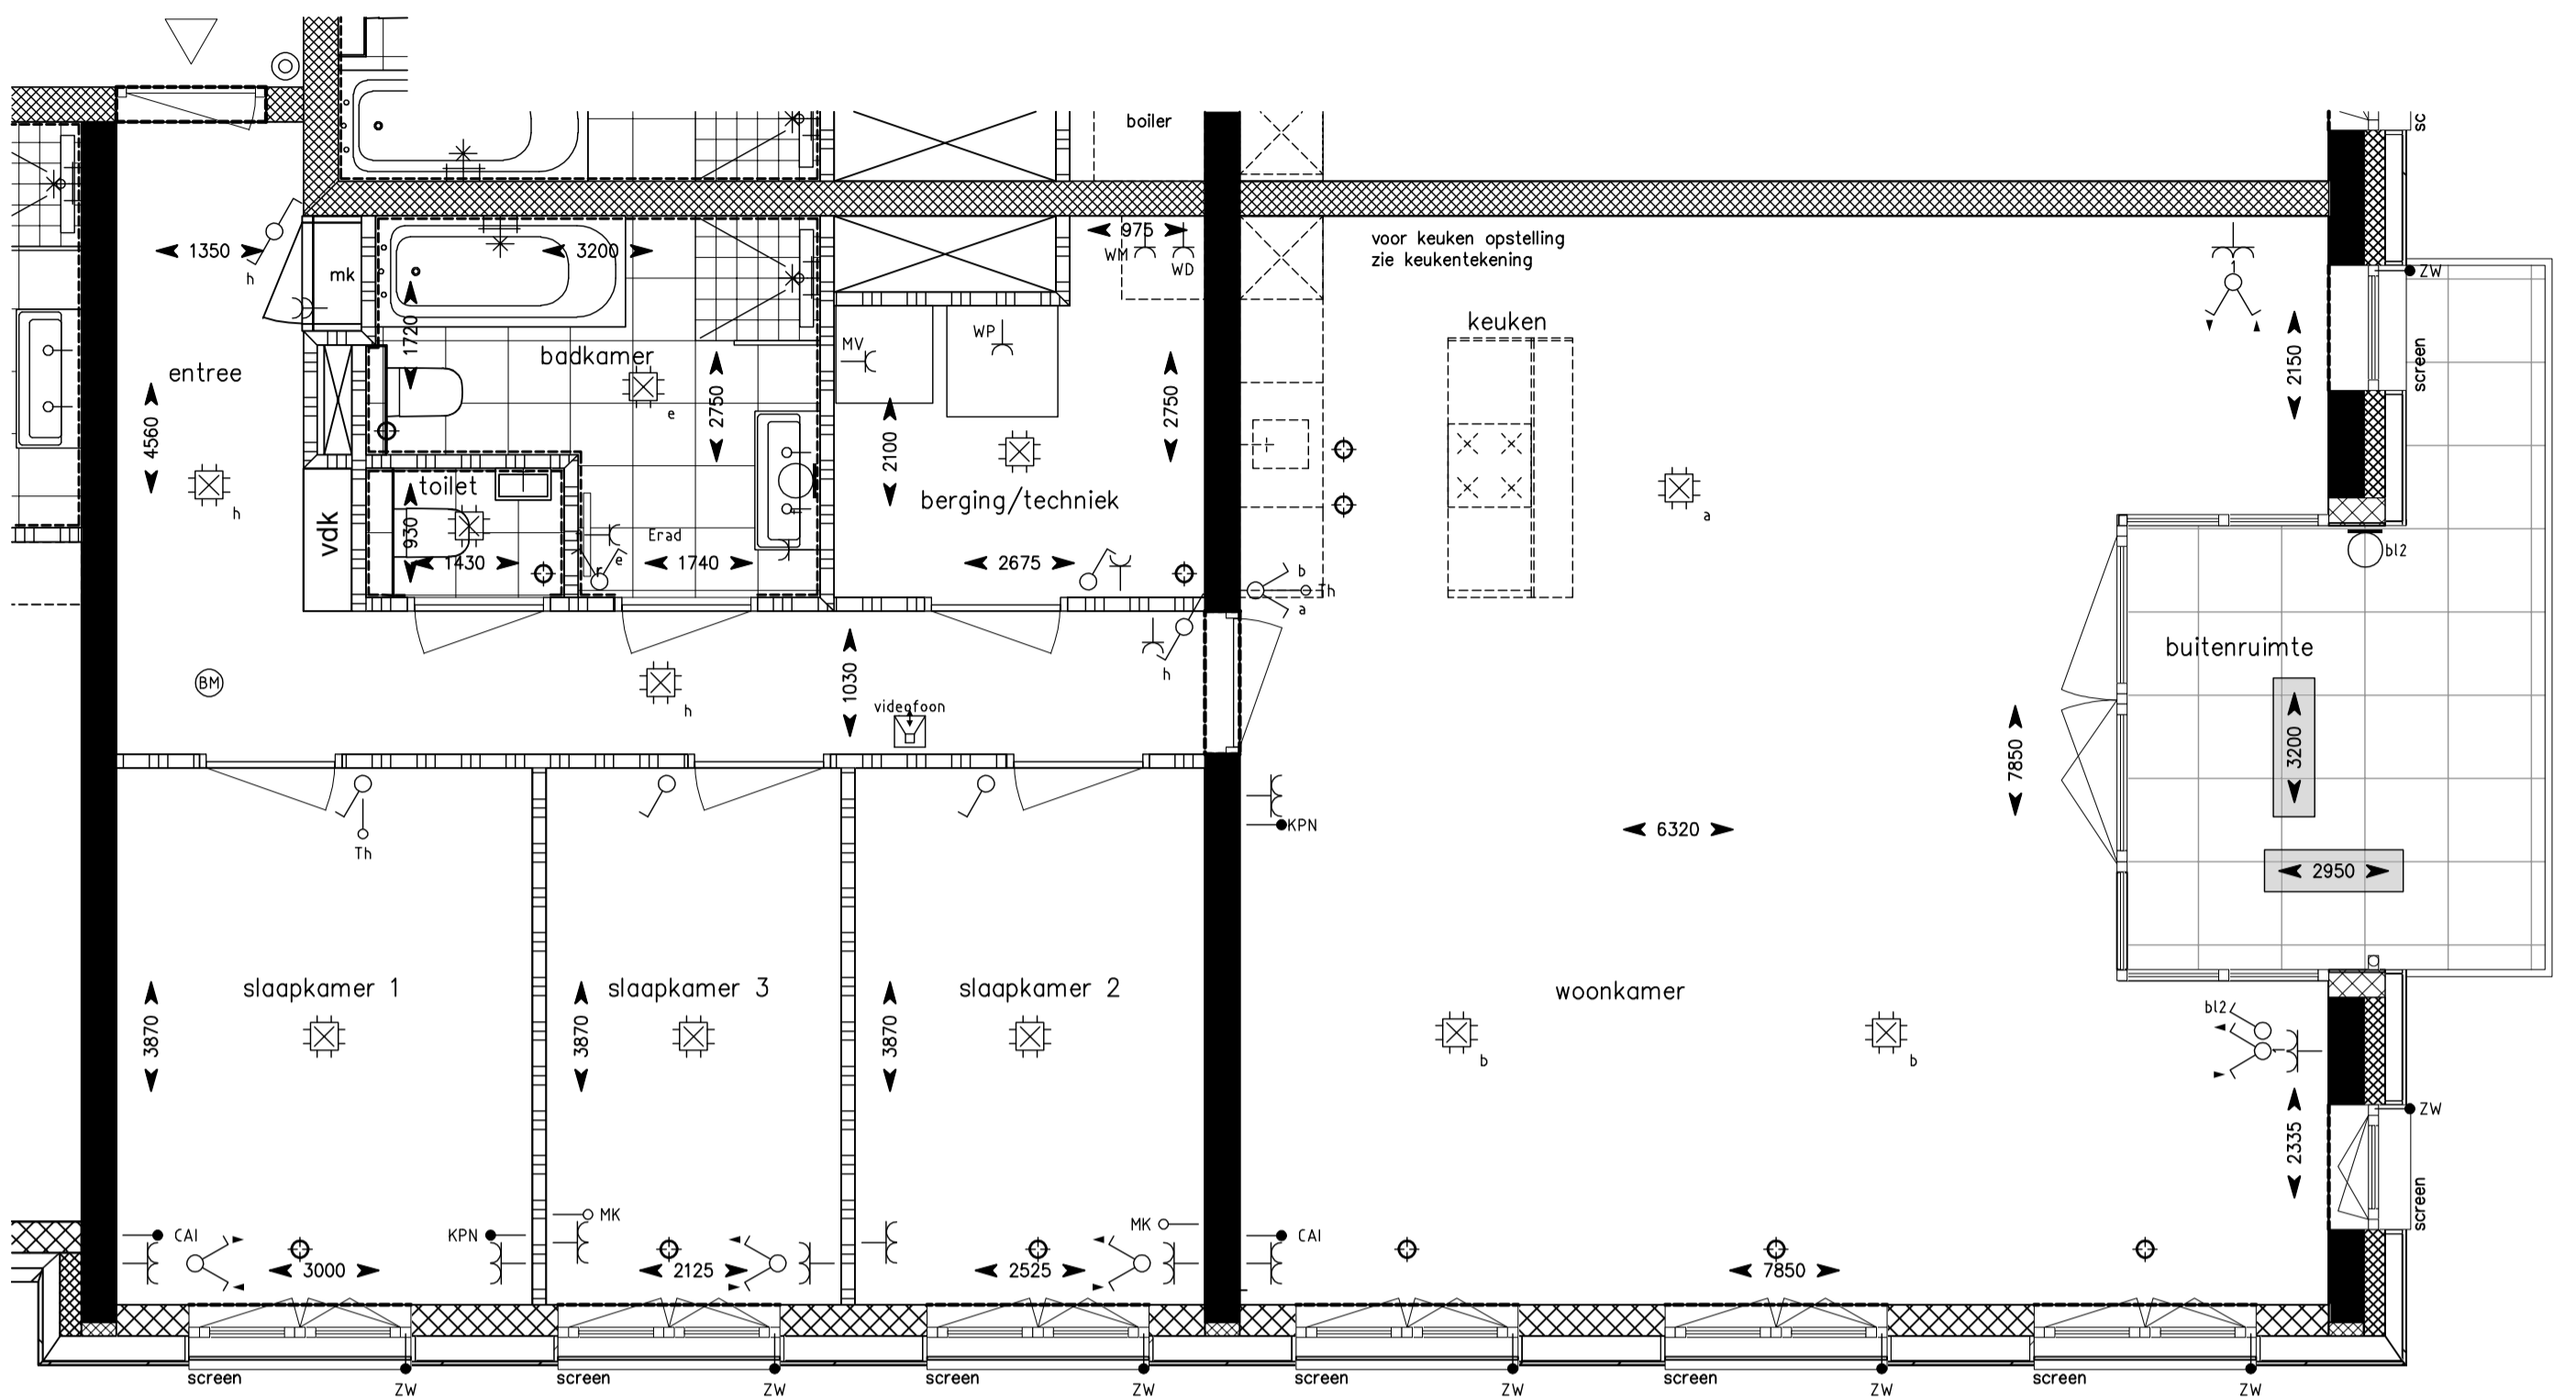 boiler
sc
1350
h
mk
3200
975
WM
WD
voor keuken opstelling
zie keukentekening
1
ZW
entree
4560
1720
badkamer
e
2750
MV
WP
2100
2750
keuken
2150
screen
h
vdk
toilet
930
1430
Erad
e
r
1740
berging/techniek
2675
a
b
Th
a
bl2
buitenruimte
BM
h
1030
videofoon
h
7850
3200
KPN
6320
2950
Th
slaapkamer 1
3870
slaapkamer 3
3870
slaapkamer 2
3870
woonkamer
b
b
bl2
1
ZW
2335
screen
CAI
KPN
MK
MK
CAI
3000
2125
2525
7850
screen
ZW
screen
ZW
screen
ZW
screen
ZW
screen
ZW
screen
ZW